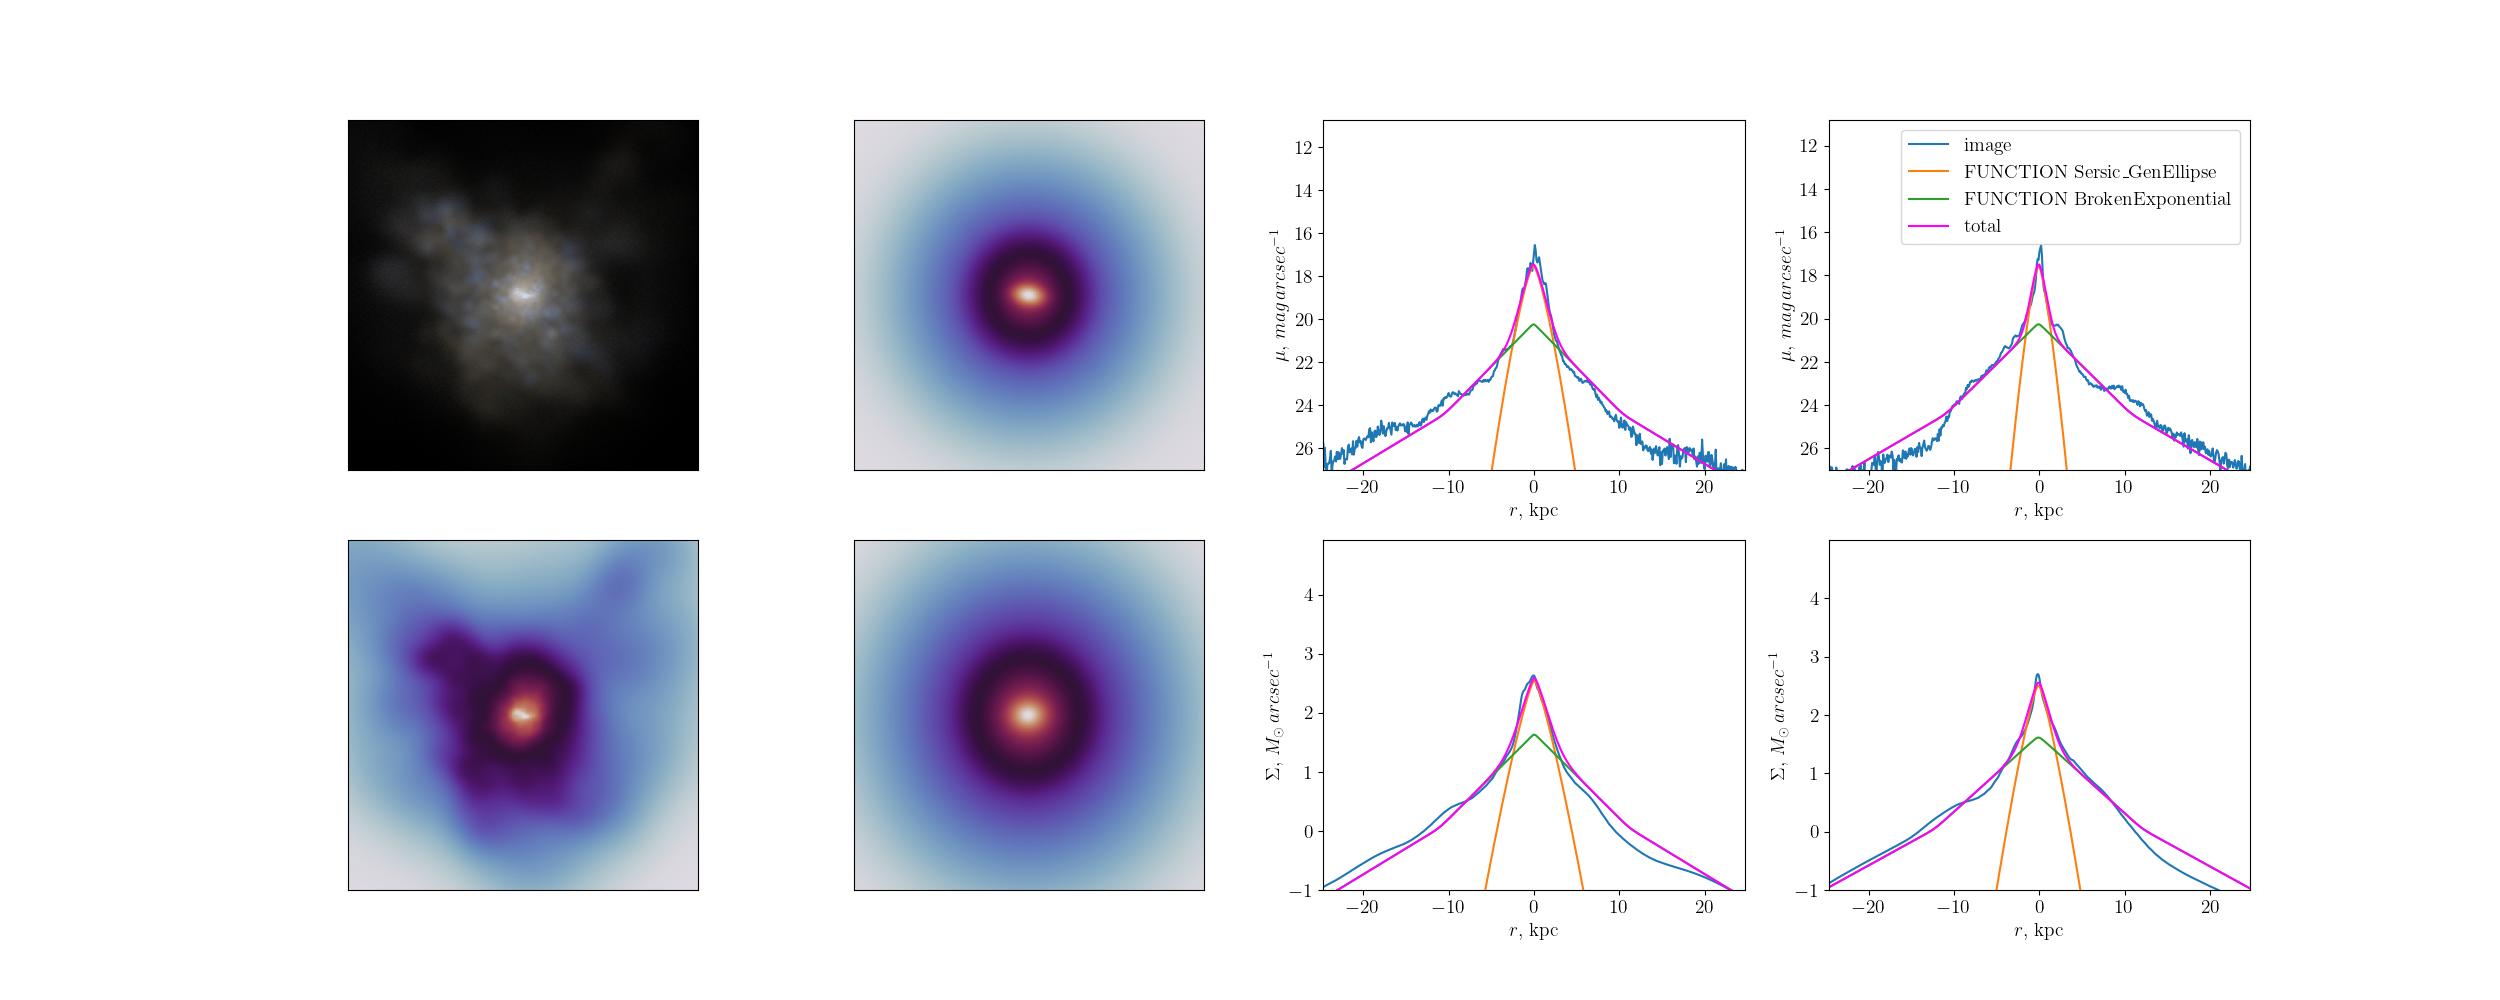 12
14
16
18
20
22
24
26
μ, mag arcsec⁻¹
−20 −10 0 10 20
r, kpc
12
14
16
18
20
22
24
26
μ, mag arcsec⁻¹
image
FUNCTION Sersic_GenEllipse
FUNCTION BrokenExponential
total
−20 −10 0 10 20
r, kpc
4
3
2
1
0
−1
Σ, M⊙ arcsec⁻¹
−20 −10 0 10 20
r, kpc
4
3
2
1
0
−1
Σ, M⊙ arcsec⁻¹
−20 −10 0 10 20
r, kpc